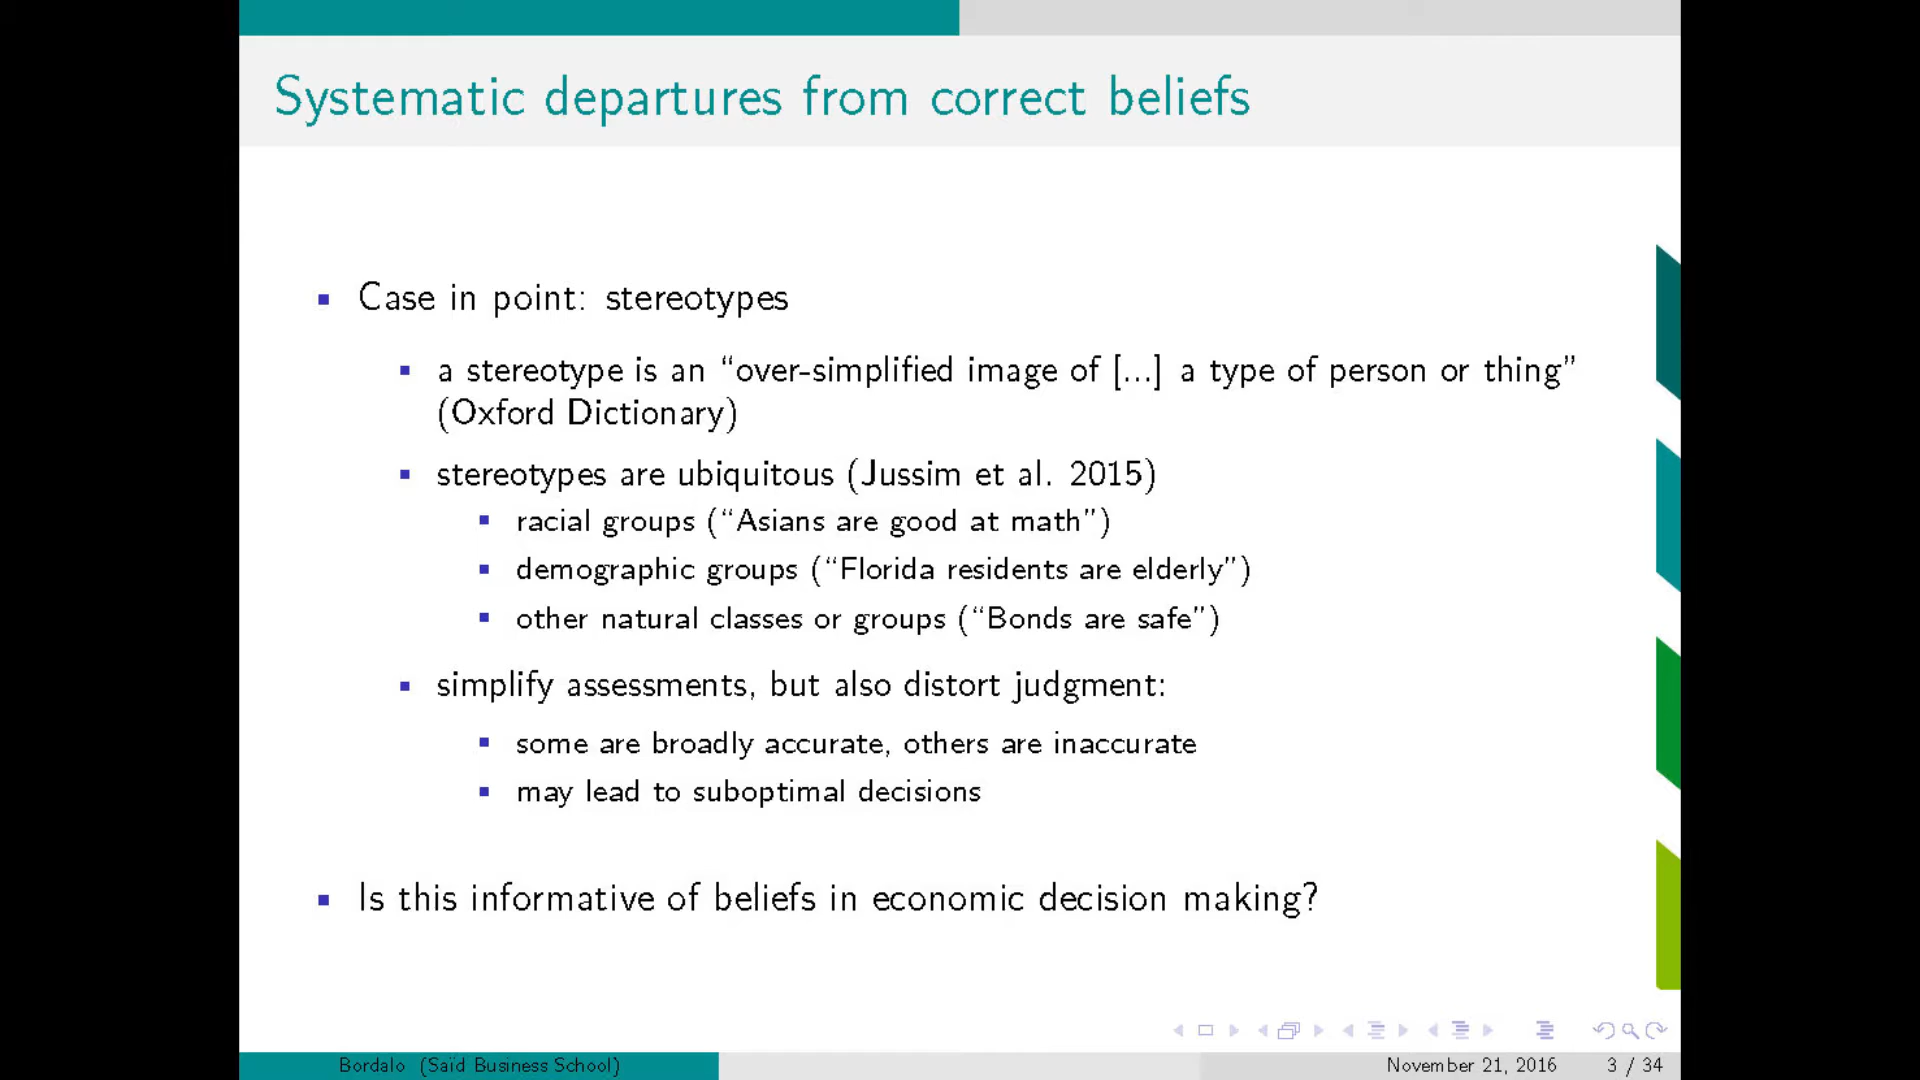 Systematic departures from correct beliefs
Case in point: stereotypes
a stereotype is an “over-simplified image of [...] a type of person or thing”
(Oxford Dictionary)
stereotypes are ubiquitous (Jussim et al. 2015)
racial groups (“Asians are good at math”)
demographic groups (“Florida residents are elderly”)
other natural classes or groups (“Bonds are safe”)
simplify assessments, but also distort judgment:
some are broadly accurate, others are inaccurate
may lead to suboptimal decisions
Is this informative of beliefs in economic decision making?
Bordalo (Saïd Business School)
November 21, 2016
3 / 34